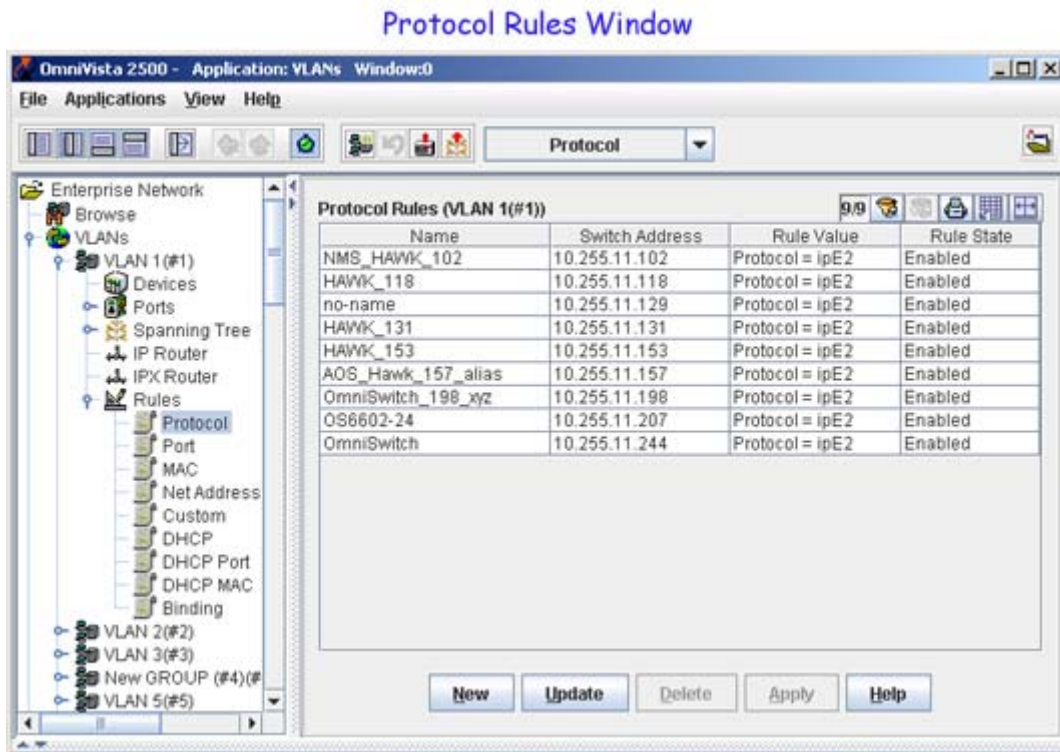 Protocol Rules Window
OmniVista 2500 - Application: VLANs Window:0
File Applications View Help
Protocol
Enterprise Network
Browse
VLANs
VLAN 1(#1)
Devices
Ports
Spanning Tree
IP Router
IPX Router
Rules
Protocol
Port
MAC
Net Address
Custom
DHCP
DHCP Port
DHCP MAC
Binding
VLAN 2(#2)
VLAN 3(#3)
New GROUP (#4)(#
VLAN 5(#5)
Protocol Rules (VLAN 1(#1)) 9/9
Name Switch Address Rule Value Rule State
NMS_HAWK_102 10.255.11.102 Protocol = ipE2 Enabled
HAWK_118 10.255.11.118 Protocol = ipE2 Enabled
no-name 10.255.11.129 Protocol = ipE2 Enabled
HAWK_131 10.255.11.131 Protocol = ipE2 Enabled
HAWK_153 10.255.11.153 Protocol = ipE2 Enabled
AOS_Hawk_157_alias 10.255.11.157 Protocol = ipE2 Enabled
OmniSwitch_198_xyz 10.255.11.198 Protocol = ipE2 Enabled
OS6602-24 10.255.11.207 Protocol = ipE2 Enabled
OmniSwitch 10.255.11.244 Protocol = ipE2 Enabled
New Update Delete Apply Help